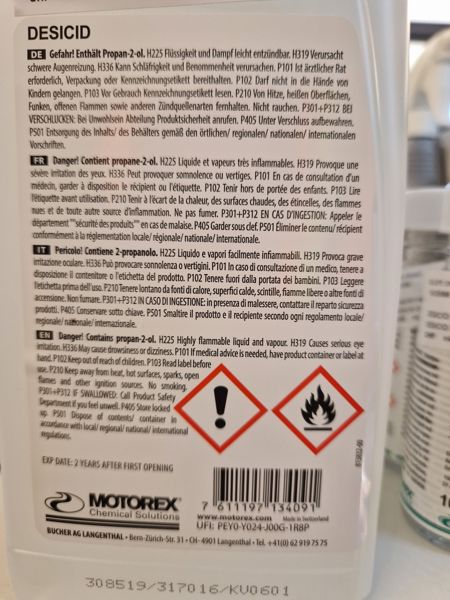 DESICID
DE Gefahr! Enthält Propan-2-ol. H225 Flüssigkeit und Dampf leicht entzündbar. H319 Verursacht
schwere Augenreizung. H336 Kann Schläfrigkeit und Benommenheit verursachen. P101 Ist ärztlicher Rat
erforderlich, Verpackung oder Kennzeichnungsetikett bereithalten. P102 Darf nicht in die Hände von
Kindern gelangen. P103 Vor Gebrauch Kennzeichnungsetikett lesen. P210 Von Hitze, heißen Oberflächen,
Funken, offenen Flammen sowie anderen Zündquellenarten fernhalten. Nicht rauchen. P301+P312 BEI
VERSCHLUCKEN: Bei Unwohlsein Abteilung Produktsicherheit anrufen. P405 Unter Verschluss aufbewahren.
P501 Entsorgung des Inhalts/ des Behälters gemäß den örtlichen/ regionalen/ nationalen/ internationalen
Vorschriften.
FR Danger! Contient propane-2-ol. H225 Liquide et vapeurs très inflammables. H319 Provoque une
sévère irritation des yeux. H336 Peut provoquer somnolence ou vertiges. P101 En cas de consultation d'un
médecin, garder à disposition le récipient ou l'étiquette. P102 Tenir hors de portée des enfants. P103 Lire
l'étiquette avant utilisation. P210 Tenir à l'écart de la chaleur, des surfaces chaudes, des étincelles, des flammes
nues et de toute autre source d'inflammation. Ne pas fumer. P301+P312 EN CAS D'INGESTION: Appeler le
département ""sécurité des produits"" en cas de malaise. P405 Garder sous clef. P501 Éliminer le contenu/ récipient
conformément à la réglementation locale/ régionale/ nationale/ internationale.
IT Pericolo! Contiene 2-propanolo. H225 Liquido e vapori facilmente infiammabili. H319 Provoca grave
irritazione oculare. H336 Può provocare sonnolenza o vertigini. P101 In caso di consultazione di un medico, tenere a
disposizione il contenitore o l'etichetta del prodotto. P102 Tenere fuori dalla portata dei bambini. P103 Leggere
l'etichetta prima dell'uso. P210 Tenere lontano da fonti di calore, superfici calde, scintille, fiamme libere o altre fonti di
accensione. Non fumare. P301+P312 IN CASO DI INGESTIONE: in presenza di malessere, contattare il reparto sicurezza
prodotti. P405 Conservare sotto chiave. P501 Smaltire il prodotto e il recipiente secondo ogni regolamento locale/
regionale/ nazionale/ internazionale.
EN Danger! Contains propan-2-ol. H225 Highly flammable liquid and vapour. H319 Causes serious eye
irritation. H336 May cause drowsiness or dizziness. P101 If medical advice is needed, have product container or label at
hand. P102 Keep out of reach of children. P103 Read label before
use. P210 Keep away from heat, hot surfaces, sparks, open
flames and other ignition sources. No smoking.
P301+P312 IF SWALLOWED: Call Product Safety
Department if you feel unwell. P405 Store locked
up. P501 Dispose of contents/ container in
accordance with local/ regional/ national/ international
regulations.
EXP DATE: 2 YEARS AFTER FIRST OPENING
MOTOREX®
Chemical Solutions
7 611197 134091
www.motorex.com Made in Switzerland
UFI: PEY0-Y024-J00G-1R8P
BUCHER AG LANGENTHAL • Bern-Zürich-Str. 31 • CH-4901 Langenthal • Tel. +41(0) 62 919 75 75
308519/317016/KV0601